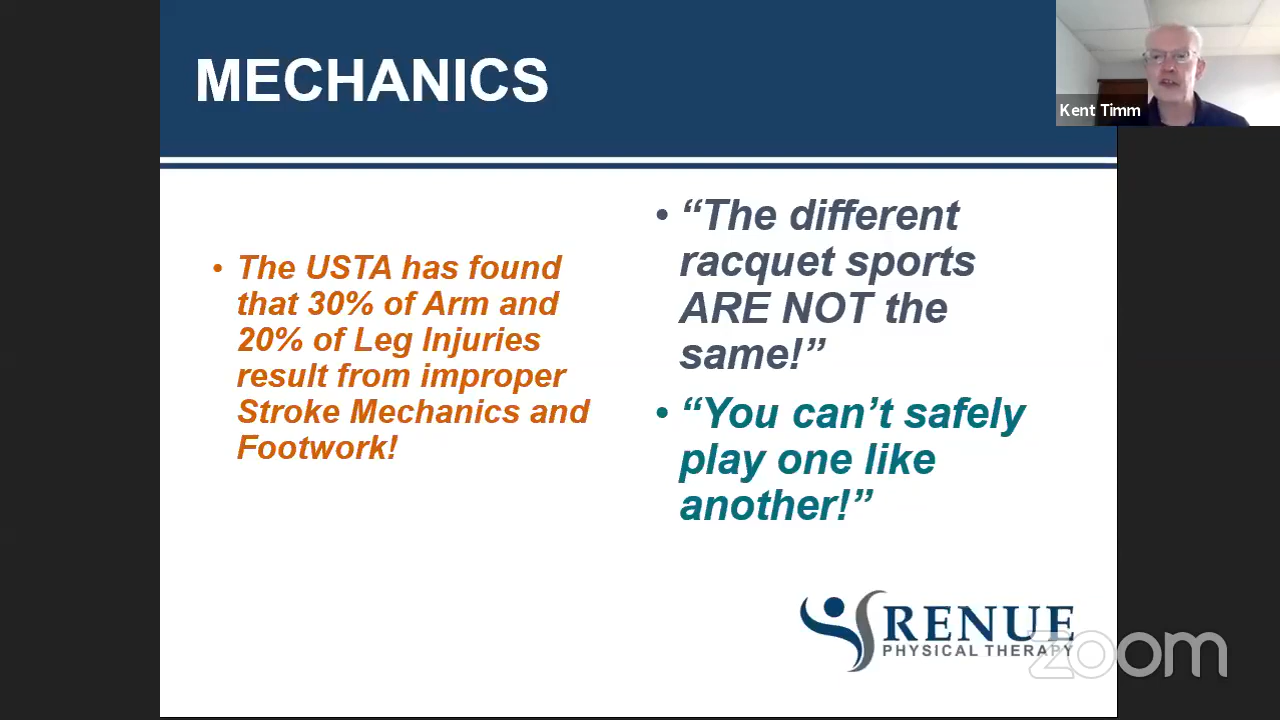 MECHANICS
Kent Timm
• The USTA has found
that 30% of Arm and
20% of Leg Injuries
result from improper
Stroke Mechanics and
Footwork!
• “The different
racquet sports
ARE NOT the
same!”
• “You can’t safely
play one like
another!”
RENUE
PHYSICAL THERAPY
zoom